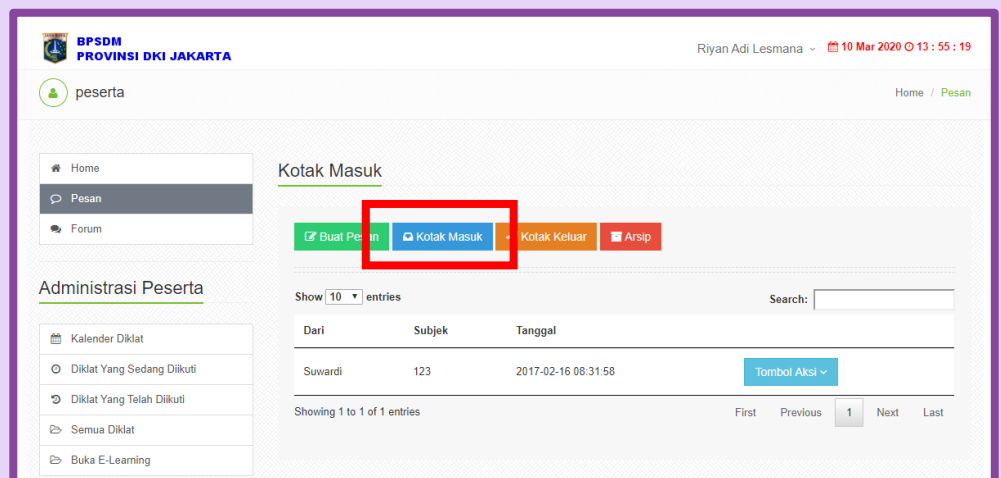 BPSDM
PROVINSI DKI JAKARTA
Riyan Adi Lesmana
10 Mar 2020 13 : 55 : 19
peserta
Home / Pesan
Home
Pesan
Forum
Administrasi Peserta
Kalender Diklat
Diklat Yang Sedang Diikuti
Diklat Yang Telah Diikuti
Semua Diklat
Buka E-Learning
Kotak Masuk
Buat Pesan Kotak Masuk Kotak Keluar Arsip
Show 10 entries
Search:
Dari Subjek Tanggal
Suwardi 123 2017-02-16 08:31:58 Tombol Aksi
Showing 1 to 1 of 1 entries
First Previous 1 Next Last